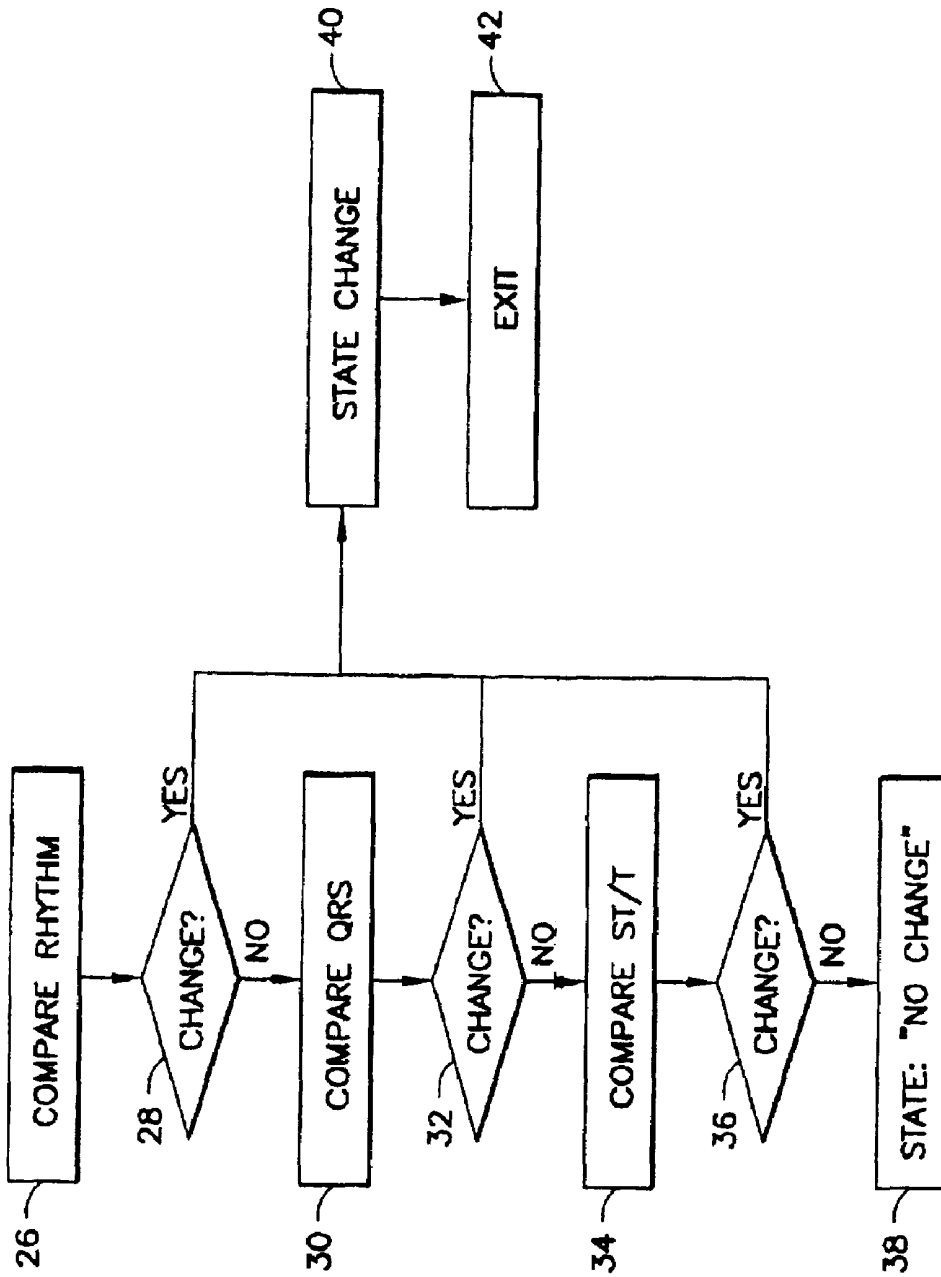 26
COMPARE RHYTHM
28
CHANGE?
YES
NO
30
COMPARE QRS
32
CHANGE?
YES
NO
34
COMPARE ST/T
36
CHANGE?
YES
NO
38
STATE: "NO CHANGE"
40
STATE CHANGE
42
EXIT